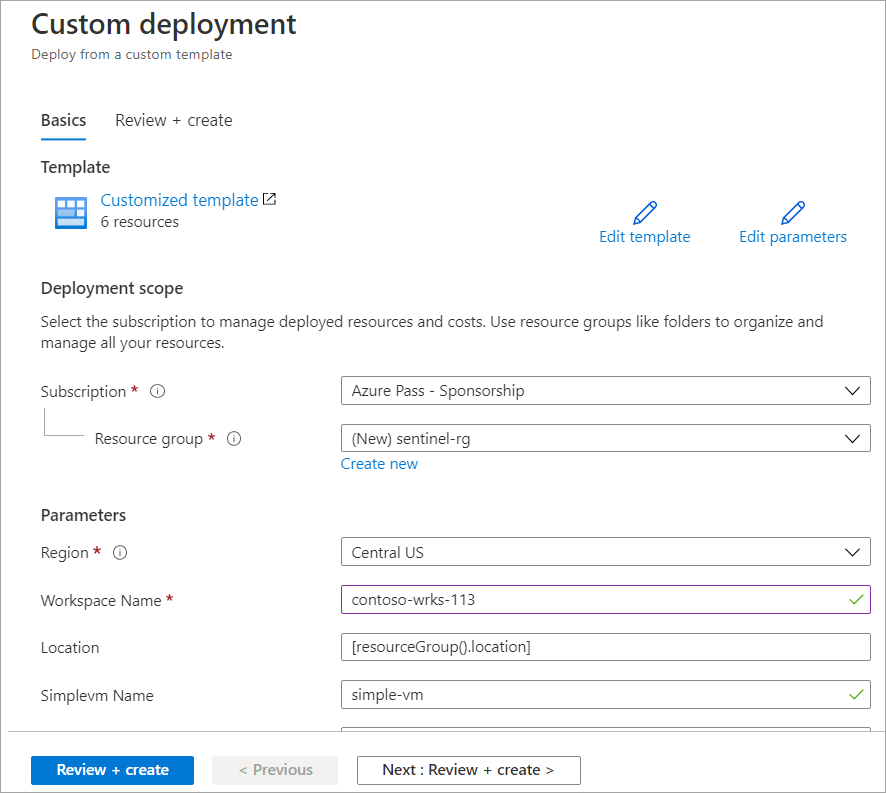 Custom deployment
Deploy from a custom template
Basics Review + create
Template
Customized template
6 resources
Edit template Edit parameters
Deployment scope
Select the subscription to manage deployed resources and costs. Use resource groups like folders to organize and
manage all your resources.
Subscription * Azure Pass - Sponsorship
Resource group * (New) sentinel-rg
Create new
Parameters
Region * Central US
Workspace Name * contoso-wrks-113
Location [resourceGroup().location]
Simplevm Name simple-vm
Review + create < Previous Next : Review + create >